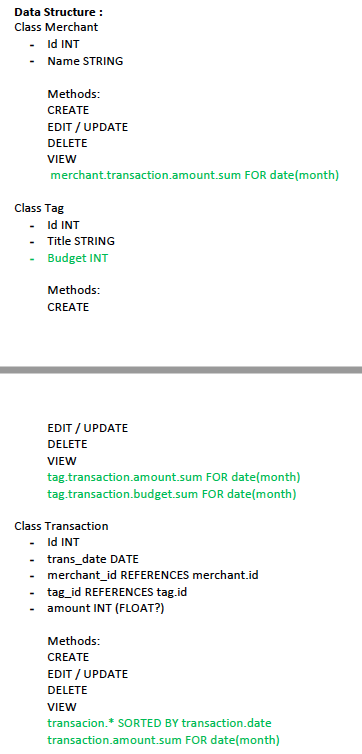 Data Structure :
Class Merchant
- Id INT
- Name STRING
Methods:
CREATE
EDIT / UPDATE
DELETE
VIEW
merchant.transaction.amount.sum FOR date(month)
Class Tag
- Id INT
- Title STRING
- Budget INT
Methods:
CREATE
EDIT / UPDATE
DELETE
VIEW
tag.transaction.amount.sum FOR date(month)
tag.transaction.budget.sum FOR date(month)
Class Transaction
- Id INT
- trans_date DATE
- merchant_id REFERENCES merchant.id
- tag_id REFERENCES tag.id
- amount INT (FLOAT?)
Methods:
CREATE
EDIT / UPDATE
DELETE
VIEW
transacion.* SORTED BY transaction.date
transaction.amount.sum FOR date(month)